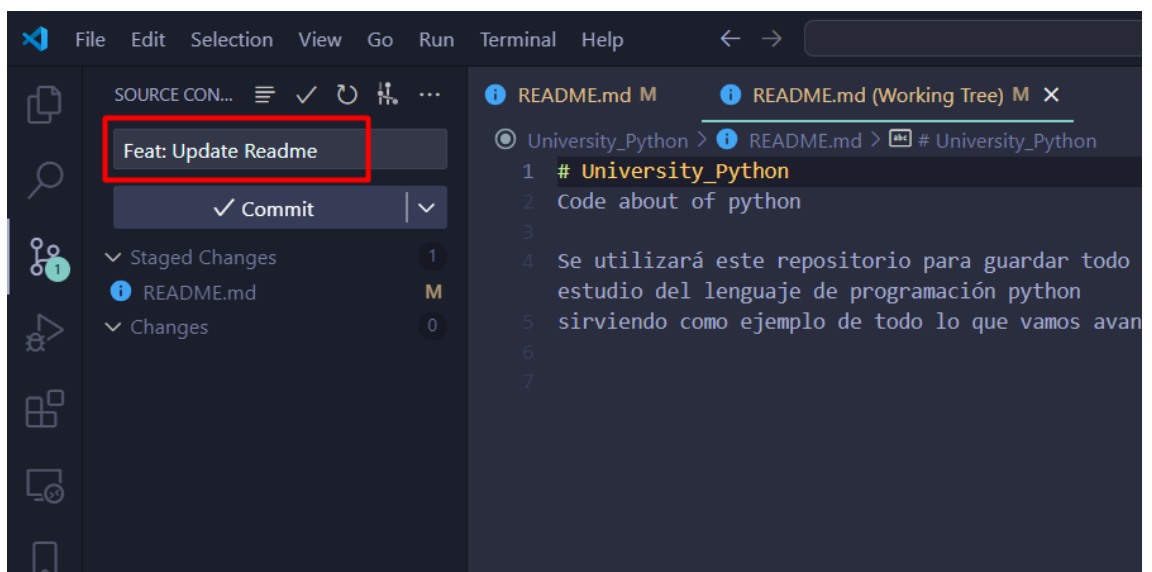 File Edit Selection View Go Run Terminal Help
SOURCE CON...
README.md M
README.md (Working Tree) M
Feat: Update Readme
University_Python > README.md > # University_Python
Commit
Staged Changes 1
README.md M
Changes 0
1
1 # University_Python
2 Code about of python
3
4 Se utilizará este repositorio para guardar todo
estudio del lenguaje de programación python
5 sirviendo como ejemplo de todo lo que vamos avan
6
7